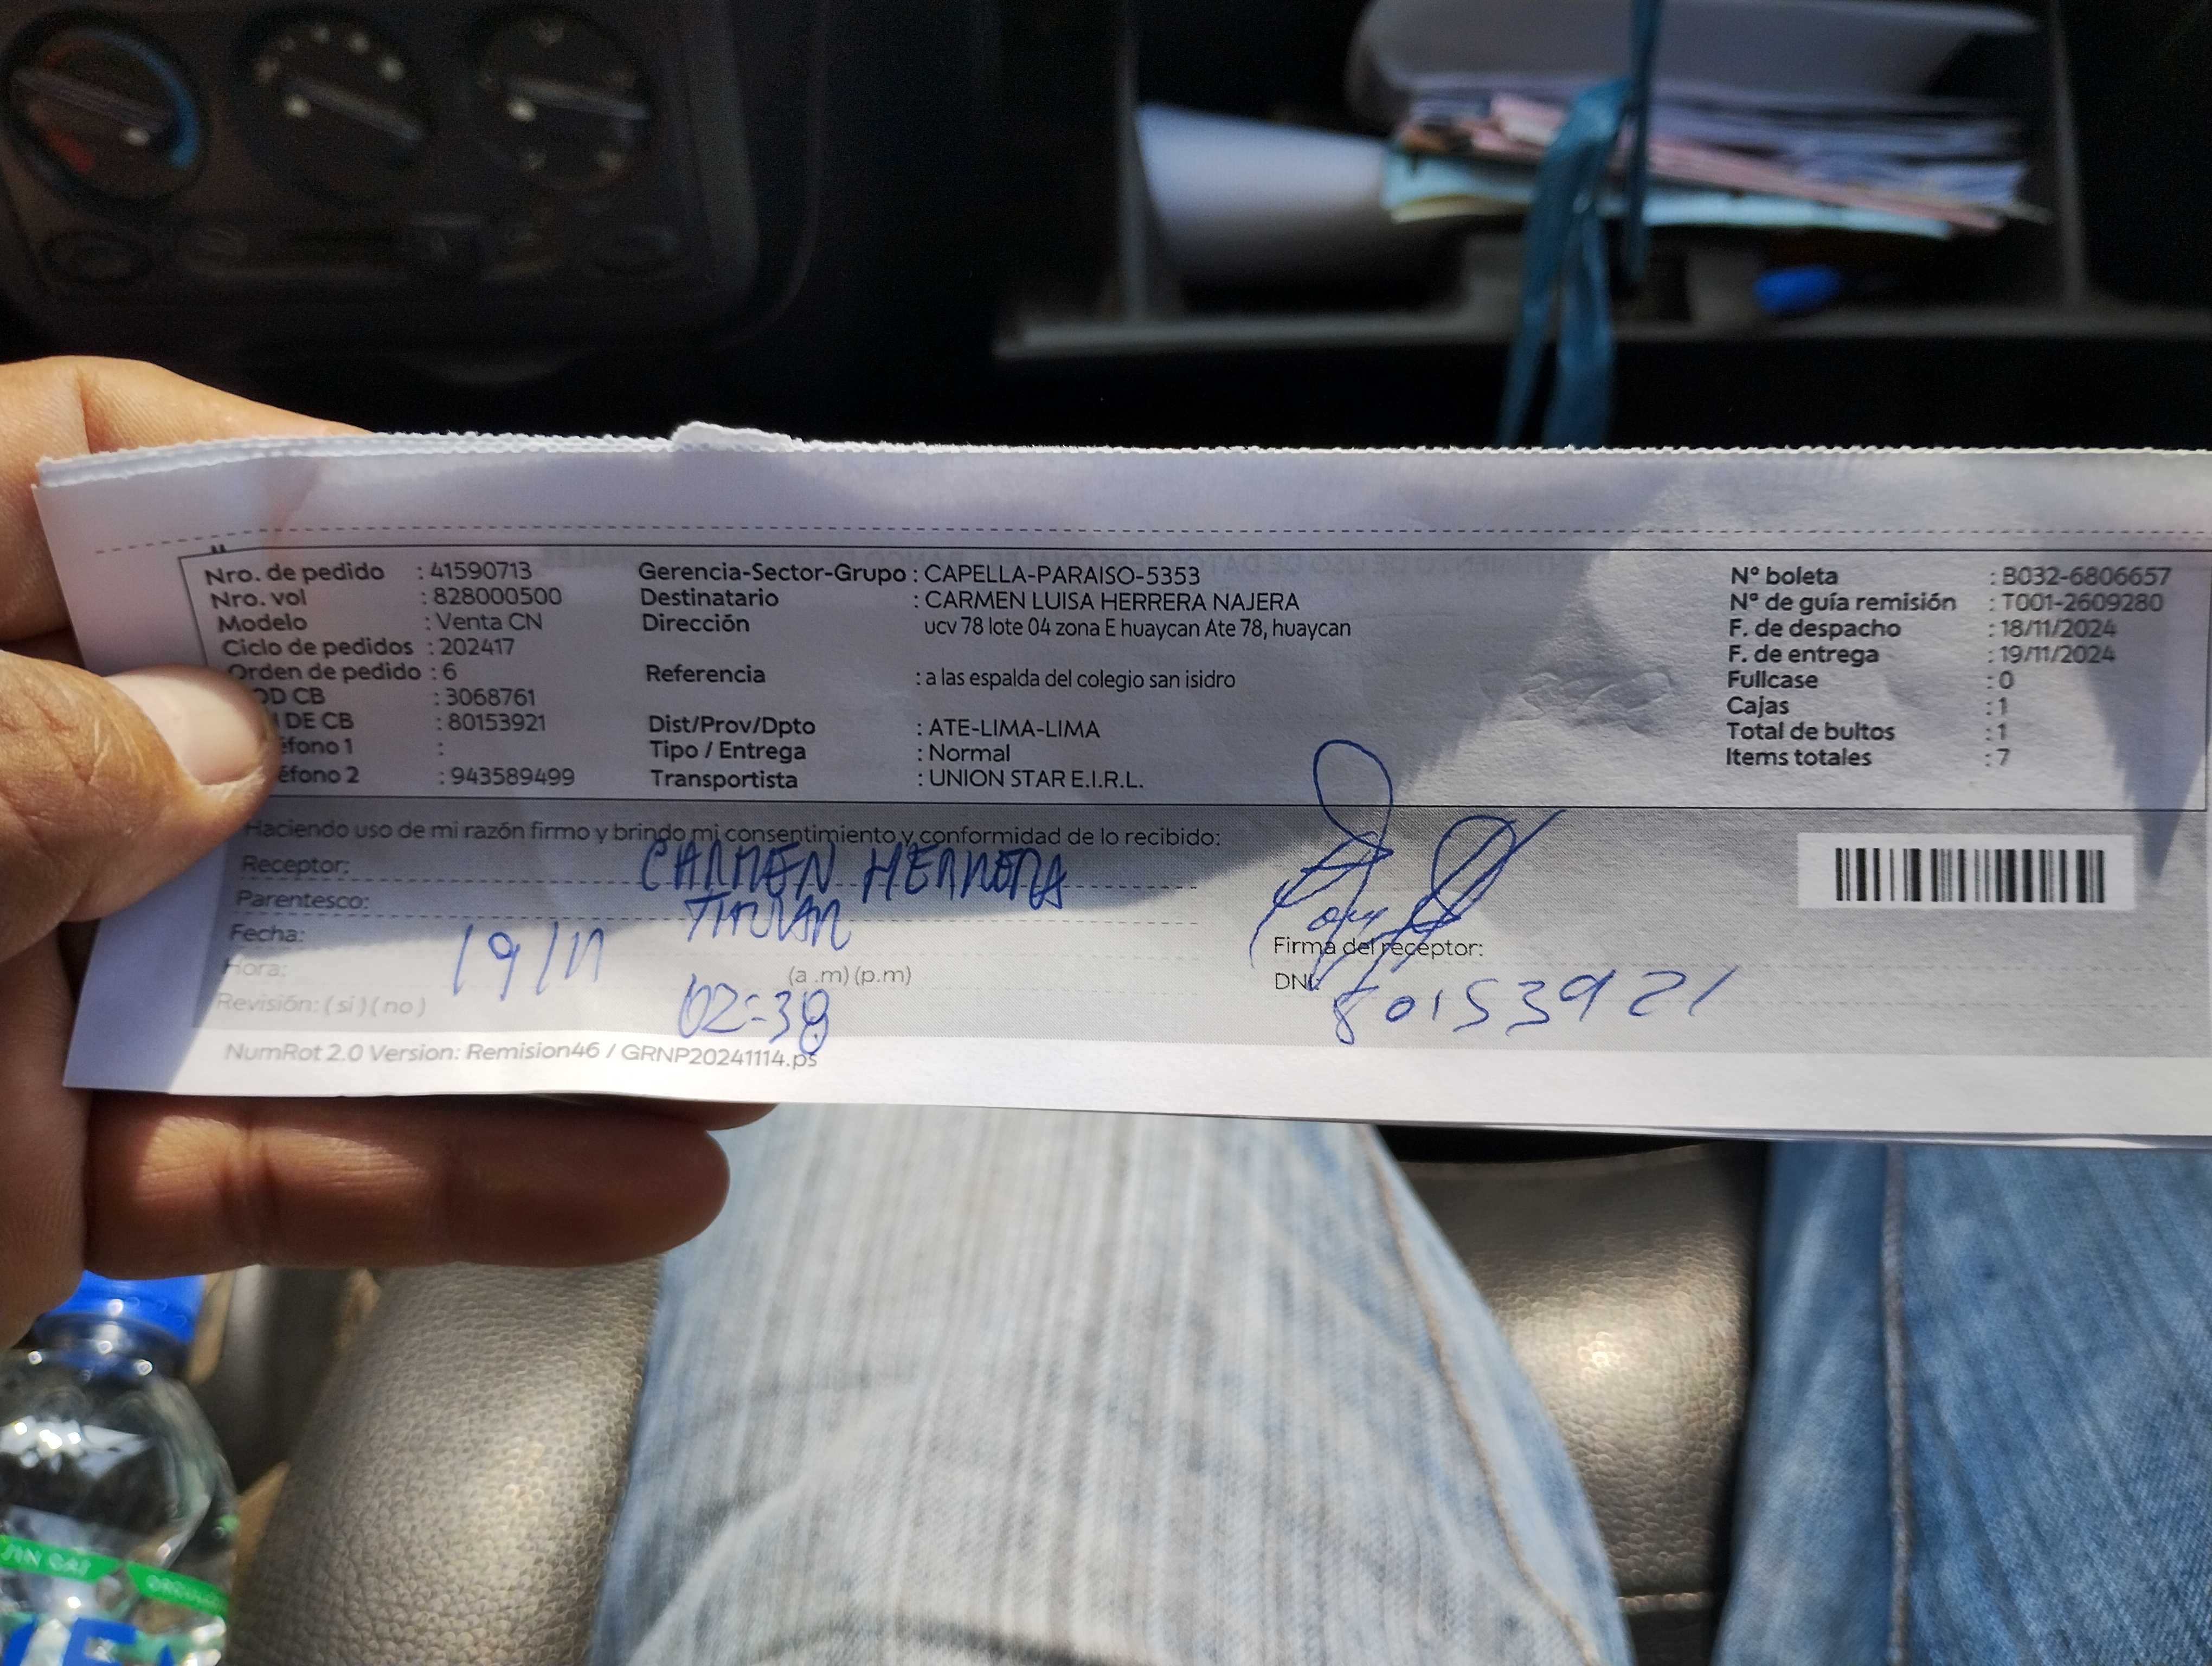 Nro. de pedido : 41590713
Nro. vol : 828000500
Modelo : Venta CN
Ciclo de pedidos : 202417
Orden de pedido : 6
OD CB : 3068761
I DE CB : 80153921
éfono 1 :
éfono 2 : 943589499
Gerencia-Sector-Grupo : CAPELLA-PARAISO-5353
Destinatario : CARMEN LUISA HERRERA NAJERA
Dirección ucv 78 lote 04 zona E huaycan Ate 78, huaycan
Referencia : a las espalda del colegio san isidro
Dist/Prov/Dpto : ATE-LIMA-LIMA
Tipo / Entrega : Normal
Transportista : UNION STAR E.I.R.L.
N° boleta : B032-6806657
N° de guía remisión : T001-2609280
F. de despacho : 18/11/2024
F. de entrega : 19/11/2024
Fullcase : 0
Cajas : 1
Total de bultos : 1
Items totales : 7
Haciendo uso de mi razón firmo y brindo mi consentimiento y conformidad de lo recibido:
Receptor: CARMEN HERRERA
Parentesco: TITULAR
Fecha: 19/11
Hora: 02:38 (a .m) (p.m)
Revisión: ( si ) ( no )
Firma del receptor:
DNI: 80153921
NumRot 2.0 Version: Remision46 / GRNP20241114.ps